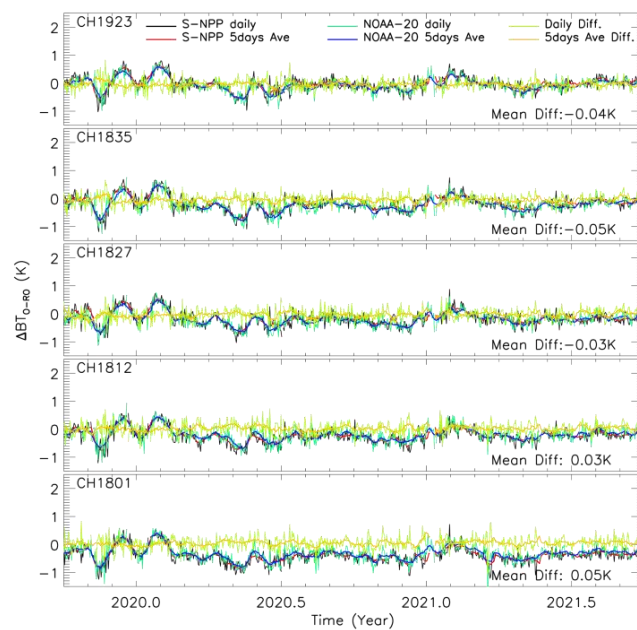 S-NPP daily NOAA-20 daily Daily Diff.
S-NPP 5days Ave NOAA-20 5days Ave 5days Ave Diff.
CH1923
2
1
0
−1
Mean Diff:−0.04K
CH1835
2
1
0
−1
Mean Diff:−0.05K
CH1827
2
1
0
−1
Mean Diff:−0.03K
CH1812
2
1
0
−1
Mean Diff: 0.03K
CH1801
2
1
0
−1
Mean Diff: 0.05K
ΔBT_O−RO (K)
2020.0 2020.5 2021.0 2021.5
Time (Year)